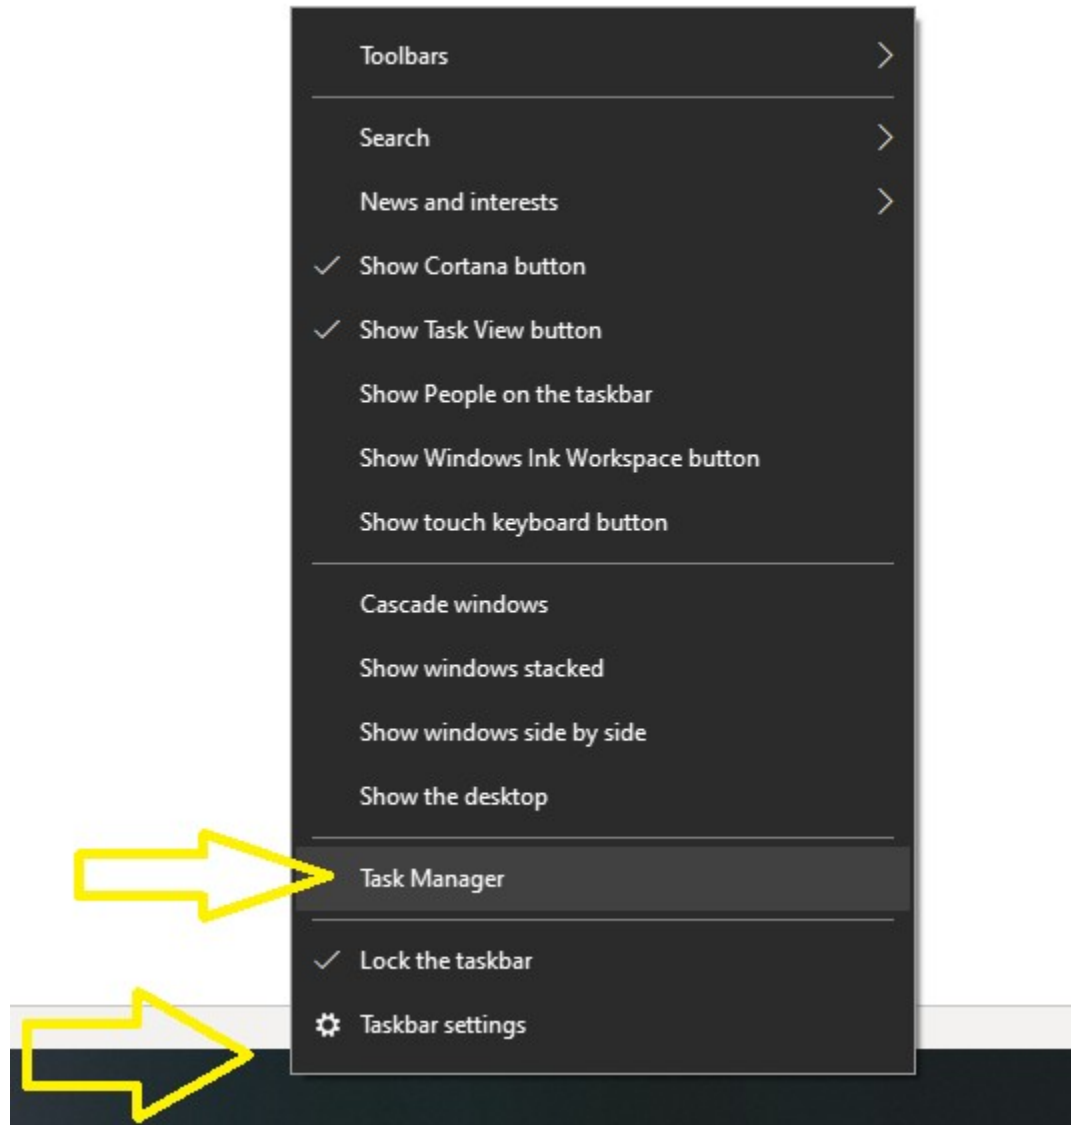 Toolbars
Search
News and interests
Show Cortana button
Show Task View button
Show People on the taskbar
Show Windows Ink Workspace button
Show touch keyboard button
Cascade windows
Show windows stacked
Show windows side by side
Show the desktop
Task Manager
Lock the taskbar
Taskbar settings